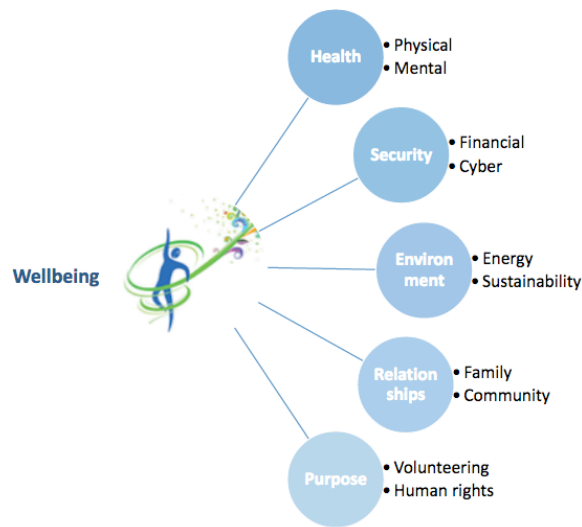 Health
• Physical
• Mental
Security
• Financial
• Cyber
Wellbeing
Environ
ment
• Energy
• Sustainability
Relation
ships
• Family
• Community
Purpose
• Volunteering
• Human rights